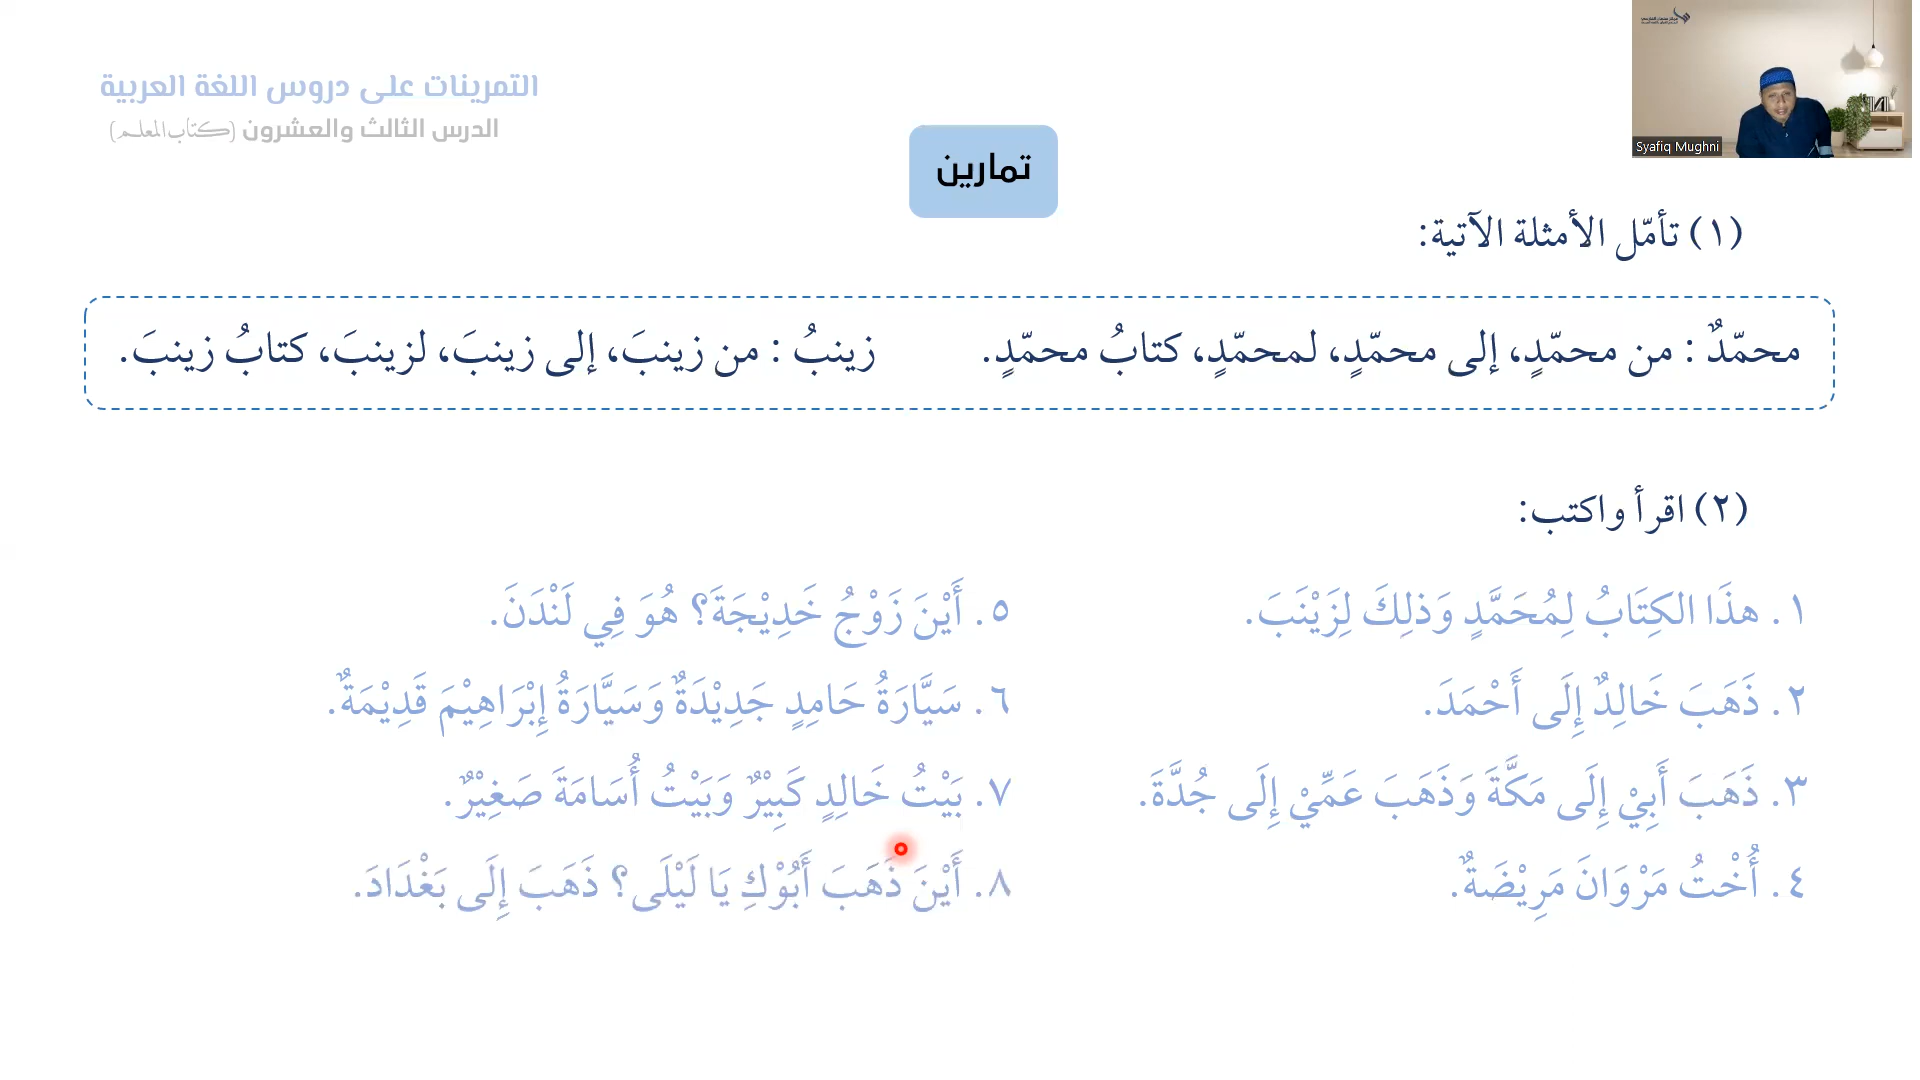 التمرينات على دروس اللغة العربية
الدرس الثالث والعشرون (كتاب المعلم)
Syafiq Mughni
تمارين
(١) تأمّل الأمثلة الآتية:
محمّدٌ : من محمّدٍ، إلى محمّدٍ، لمحمّدٍ، كتابُ محمّدٍ. زينبُ : من زينبَ، إلى زينبَ، لزينبَ، كتابُ زينبَ.
(٢) اقرأ واكتب:
١. هذَا الكِتَابُ لِمُحَمَّدٍ وَذلِكَ لِزَيْنَبَ.
٢. ذَهَبَ خَالِدٌ إِلَى أَحْمَدَ.
٣. ذَهَبَ أَبِيْ إِلَى مَكَّةَ وَذَهَبَ عَمِّيْ إِلَى جُدَّةَ.
٤. أُخْتُ مَرْوَانَ مَرِيْضَةٌ.
٥. أَيْنَ زَوْجُ خَدِيْجَةَ؟ هُوَ فِي لَنْدَنَ.
٦. سَيَّارَةُ حَامِدٍ جَدِيْدَةٌ وَسَيَّارَةُ إِبْرَاهِيْمَ قَدِيْمَةٌ.
٧. بَيْتُ خَالِدٍ كَبِيْرٌ وَبَيْتُ أُسَامَةَ صَغِيْرٌ.
٨. أَيْنَ ذَهَبَ أَبُوْكِ يَا لَيْلَى؟ ذَهَبَ إِلَى بَغْدَادَ.